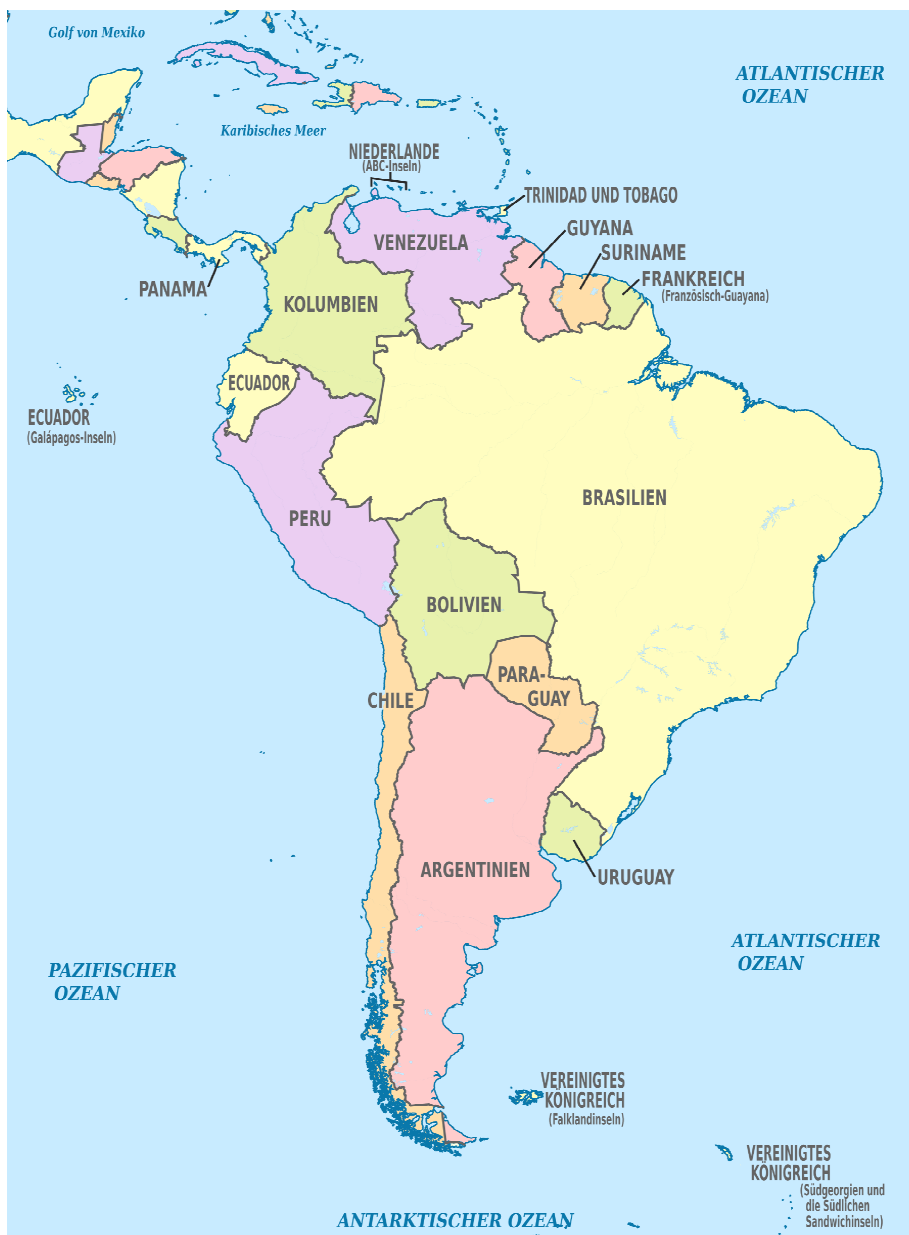 Golf von Mexiko
ATLANTISCHER
OZEAN
Karibisches Meer
NIEDERLANDE
(ABC-Inseln)
TRINIDAD UND TOBAGO
GUYANA
VENEZUELA
SURINAME
FRANKREICH
(Französisch-Guayana)
PANAMA
KOLUMBIEN
ECUADOR
ECUADOR
(Galápagos-Inseln)
BRASILIEN
PERU
BOLIVIEN
PARA-
GUAY
CHILE
ARGENTINIEN
URUGUAY
ATLANTISCHER
OZEAN
PAZIFISCHER
OZEAN
VEREINIGTES
KÖNIGREICH
(Falklandinseln)
VEREINIGTES
KÖNIGREICH
(Südgeorgien und
die Südlichen
Sandwichinseln)
ANTARKTISCHER OZEAN